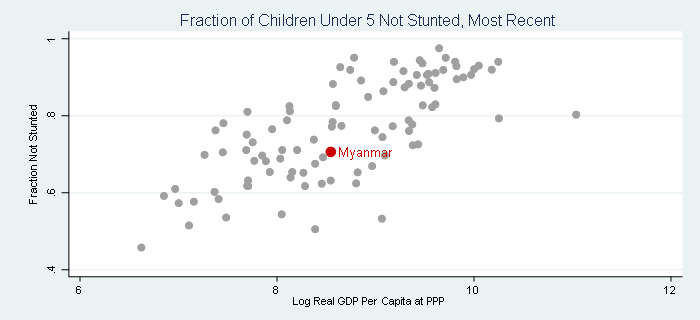 Fraction of Children Under 5 Not Stunted, Most Recent
1
.8
.6
.4
Fraction Not Stunted
Myanmar
6
8
10
12
Log Real GDP Per Capita at PPP